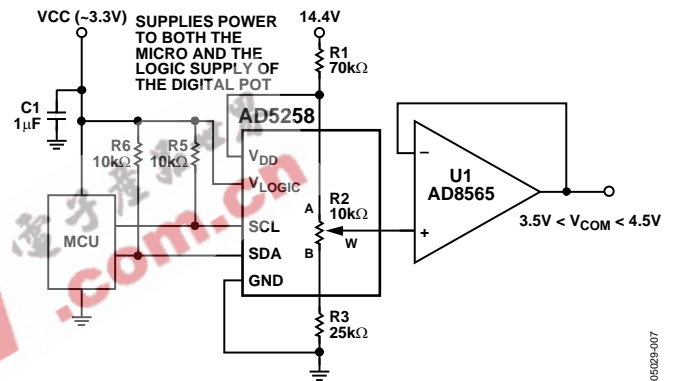 VCC (~3.3V)
SUPPLIES POWER
TO BOTH THE
MICRO AND THE
LOGIC SUPPLY OF
THE DIGITAL POT
14.4V
R1
70kΩ
C1
1μF
AD5258
R6
10kΩ
R5
10kΩ
VDD
VLOGIC
SCL
SDA
GND
MCU
A
R2
10kΩ
W
B
R3
25kΩ
−
+
U1
AD8565
3.5V < VCOM < 4.5V
05029-007
.com.cn